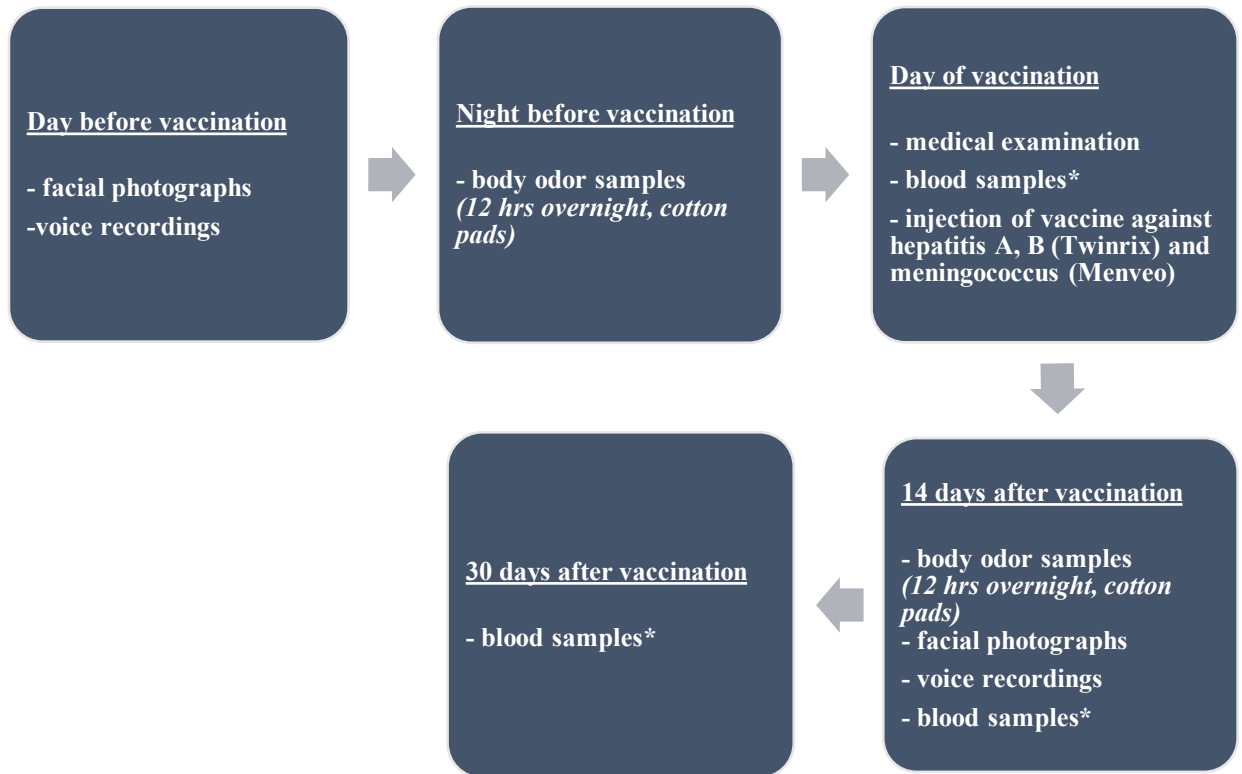 Day before vaccination
- facial photographs
-voice recordings
Night before vaccination
- body odor samples
(12 hrs overnight, cotton
pads)
Day of vaccination
- medical examination
- blood samples*
- injection of vaccine against
hepatitis A, B (Twinrix) and
meningococcus (Menveo)
14 days after vaccination
- body odor samples
(12 hrs overnight, cotton
pads)
- facial photographs
- voice recordings
- blood samples*
30 days after vaccination
- blood samples*